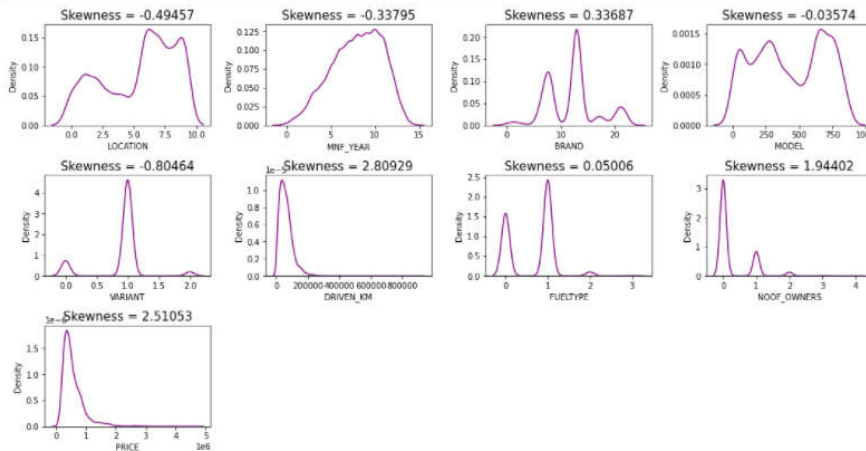 Skewness = -0.49457
Density
0.15
0.10
0.05
0.00
0.0 2.5 5.0 7.5 10.0
LOCATION
Skewness = -0.33795
Density
0.125
0.100
0.075
0.050
0.025
0.000
0 5 10 15
MNF_YEAR
Skewness = 0.33687
Density
0.20
0.15
0.10
0.05
0.00
0 10 20
BRAND
Skewness = -0.03574
Density
0.0015
0.0010
0.0005
0.0000
0 250 500 750
MODEL
Skewness = -0.80464
Density
4
3
2
1
0
0.0 0.5 1.0 1.5 2.0
VARIANT
Skewness = 2.80929
Density
1.0
0.8
0.6
0.4
0.2
0.0
0 200000 400000 600000 800000
DRIVEN_KM
Skewness = 0.05006
Density
2.5
2.0
1.5
1.0
0.5
0.0
0 1 2 3
FUELTYPE
Skewness = 1.94402
Density
3
2
1
0
0 1 2 3 4
NOOF_OWNERS
Skewness = 2.51053
Density
1.5
1.0
0.5
0.0
0 1 2 3 4 5
PRICE
1e6